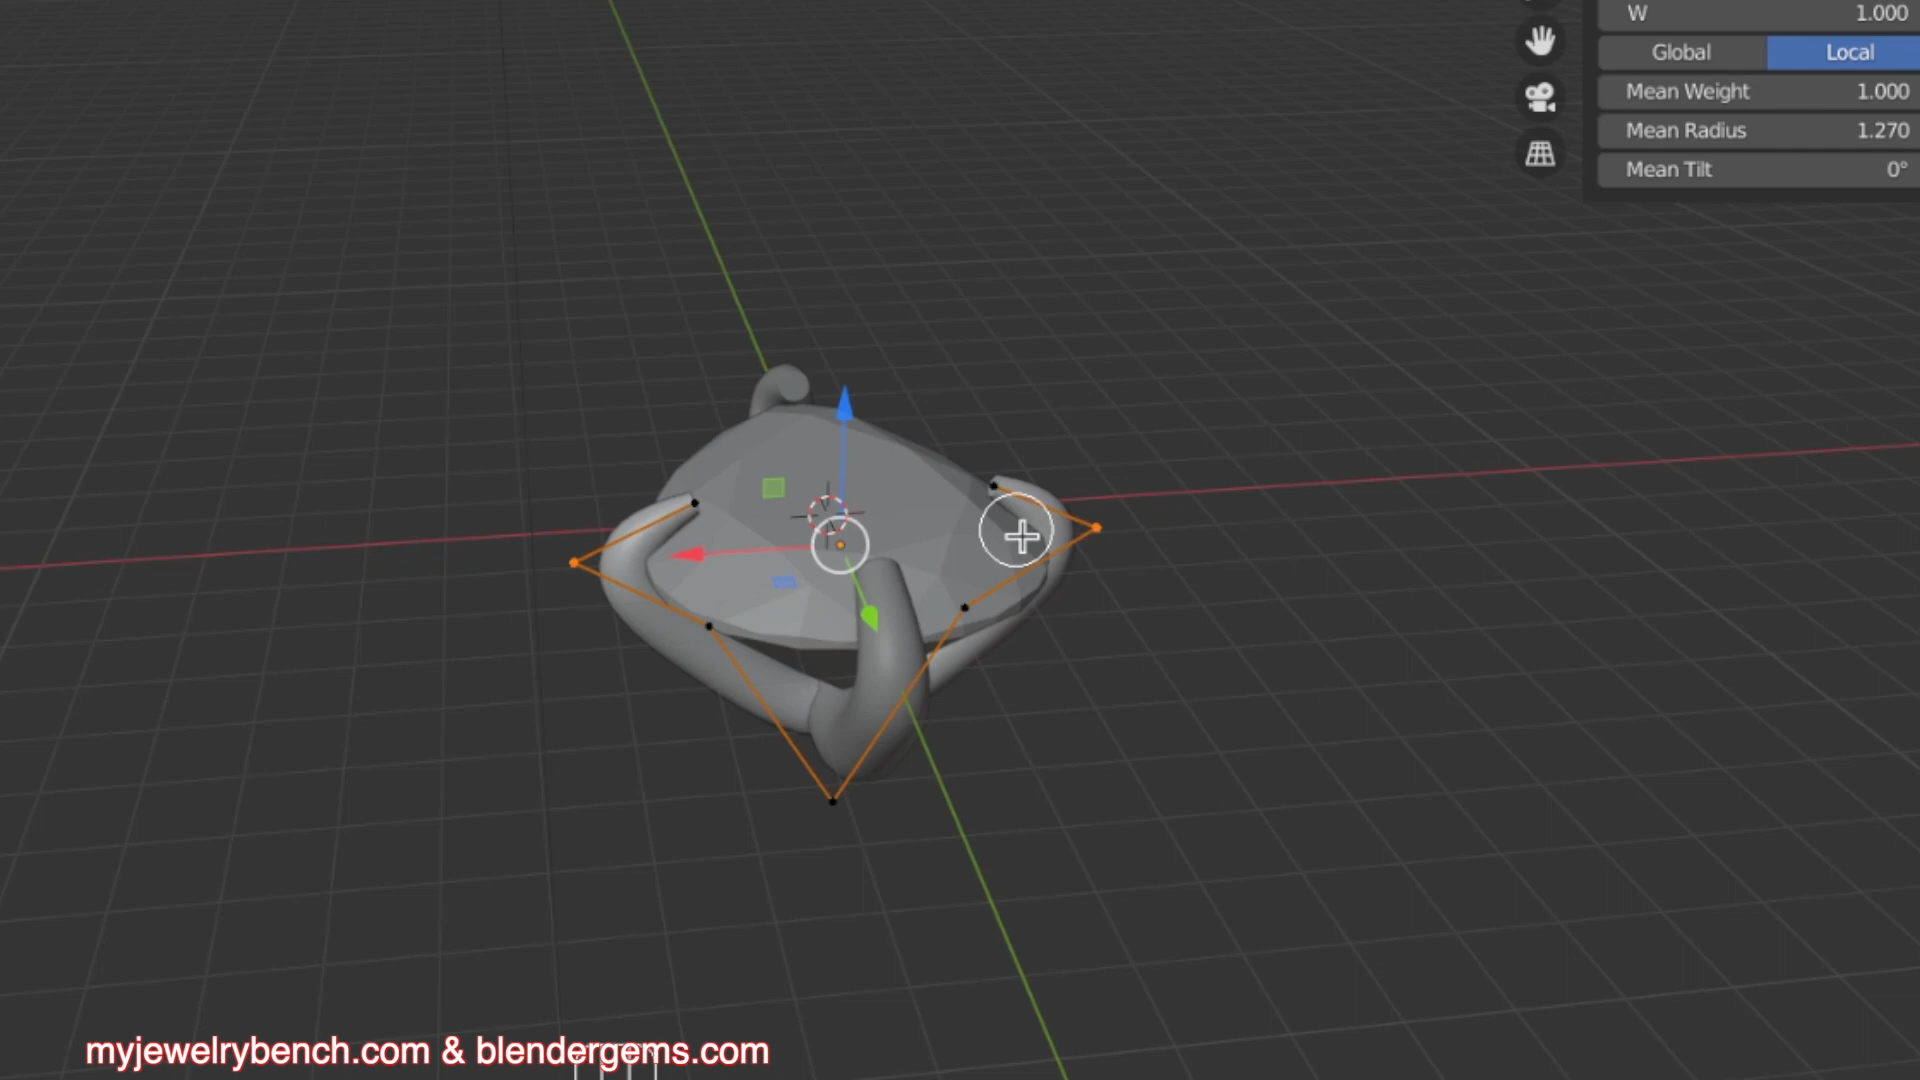 W 1.000
Global Local
Mean Weight 1.000
Mean Radius 1.270
Mean Tilt 0°
myjewelrybench.com & blendergems.com